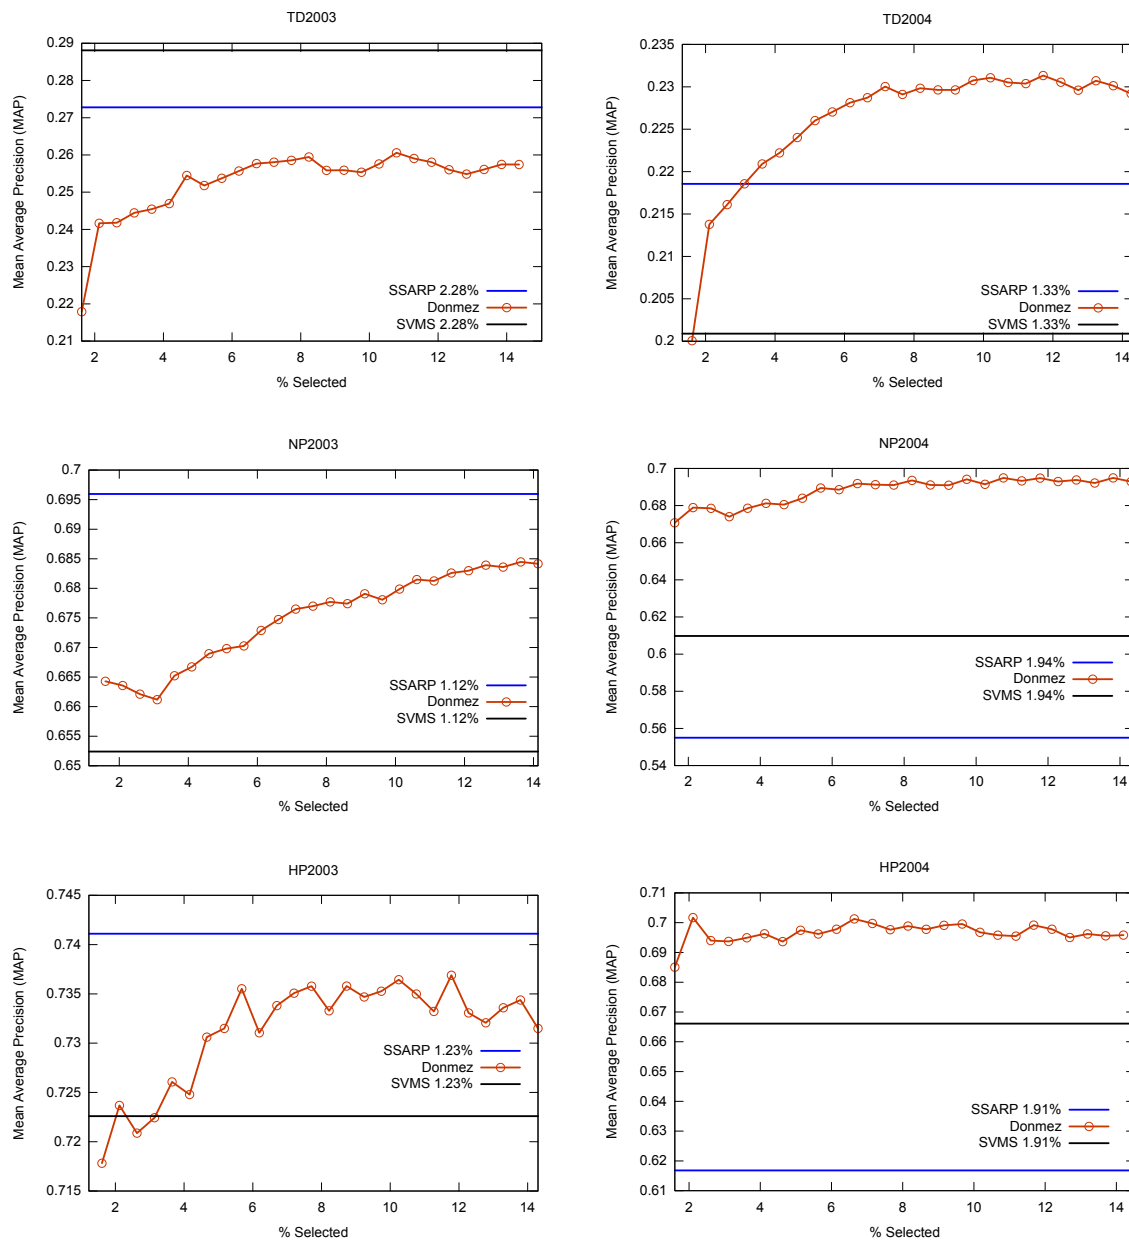 TD2003
Mean Average Precision (MAP)
0.29
0.28
0.27
0.26
0.25
0.24
0.23
0.22
0.21
SSARP 2.28%
Donmez
SVMS 2.28%
2 4 6 8 10 12 14
% Selected
TD2004
Mean Average Precision (MAP)
0.235
0.23
0.225
0.22
0.215
0.21
0.205
0.2
SSARP 1.33%
Donmez
SVMS 1.33%
2 4 6 8 10 12 14
% Selected
NP2003
Mean Average Precision (MAP)
0.7
0.695
0.69
0.685
0.68
0.675
0.67
0.665
0.66
0.655
0.65
SSARP 1.12%
Donmez
SVMS 1.12%
2 4 6 8 10 12 14
% Selected
NP2004
Mean Average Precision (MAP)
0.7
0.68
0.66
0.64
0.62
0.6
0.58
0.56
0.54
SSARP 1.94%
Donmez
SVMS 1.94%
2 4 6 8 10 12 14
% Selected
HP2003
Mean Average Precision (MAP)
0.745
0.74
0.735
0.73
0.725
0.72
0.715
SSARP 1.23%
Donmez
SVMS 1.23%
2 4 6 8 10 12 14
% Selected
HP2004
Mean Average Precision (MAP)
0.71
0.7
0.69
0.68
0.67
0.66
0.65
0.64
0.63
0.62
0.61
SSARP 1.91%
Donmez
SVMS 1.91%
2 4 6 8 10 12 14
% Selected